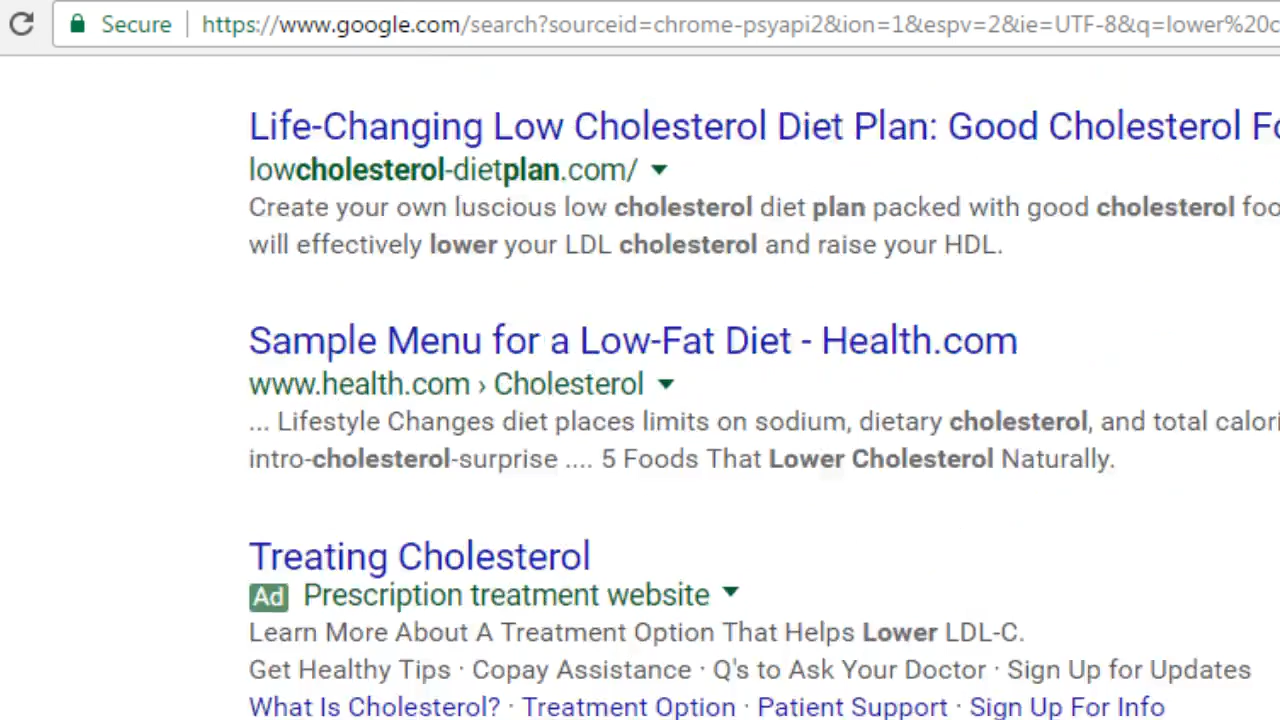 Secure https://www.google.com/search?sourceid=chrome-psyapi2&ion=1&espv=2&ie=UTF-8&q=lower%20c
Life-Changing Low Cholesterol Diet Plan: Good Cholesterol Fo
lowcholesterol-dietplan.com/
Create your own luscious low cholesterol diet plan packed with good cholesterol foo
will effectively lower your LDL cholesterol and raise your HDL.
Sample Menu for a Low-Fat Diet - Health.com
www.health.com › Cholesterol
... Lifestyle Changes diet places limits on sodium, dietary cholesterol, and total calori
intro-cholesterol-surprise .... 5 Foods That Lower Cholesterol Naturally.
Treating Cholesterol
Ad Prescription treatment website
Learn More About A Treatment Option That Helps Lower LDL-C.
Get Healthy Tips · Copay Assistance · Q's to Ask Your Doctor · Sign Up for Updates
What Is Cholesterol? · Treatment Option · Patient Support · Sign Up For Info